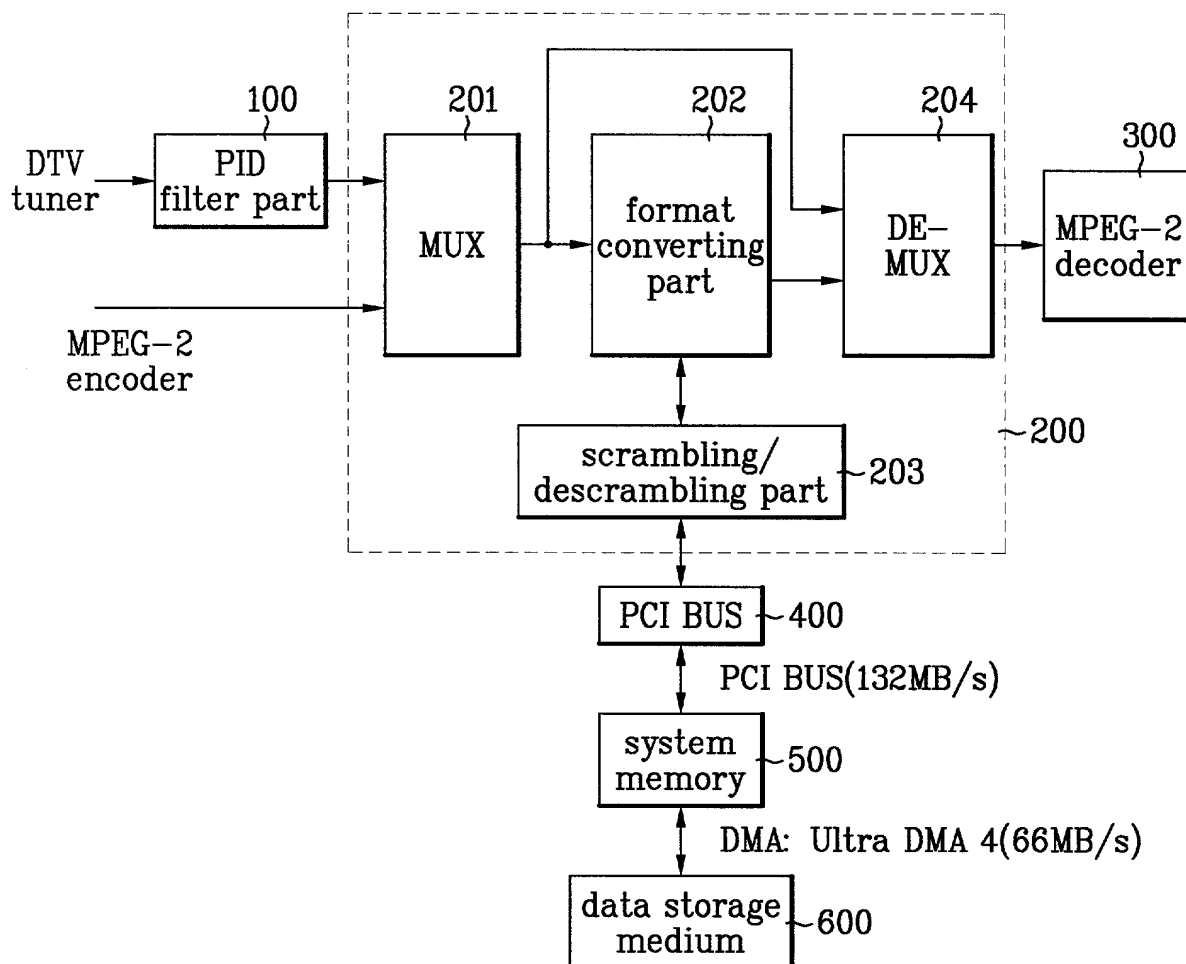 100
201
202
204
300
DTV
tuner
PID
filter part
MUX
format
converting
part
DE-
MUX
MPEG-2
decoder
MPEG-2
encoder
200
scrambling/
descrambling part
203
PCI BUS
400
PCI BUS(132MB/s)
system
memory
500
DMA: Ultra DMA 4(66MB/s)
data storage
medium
600